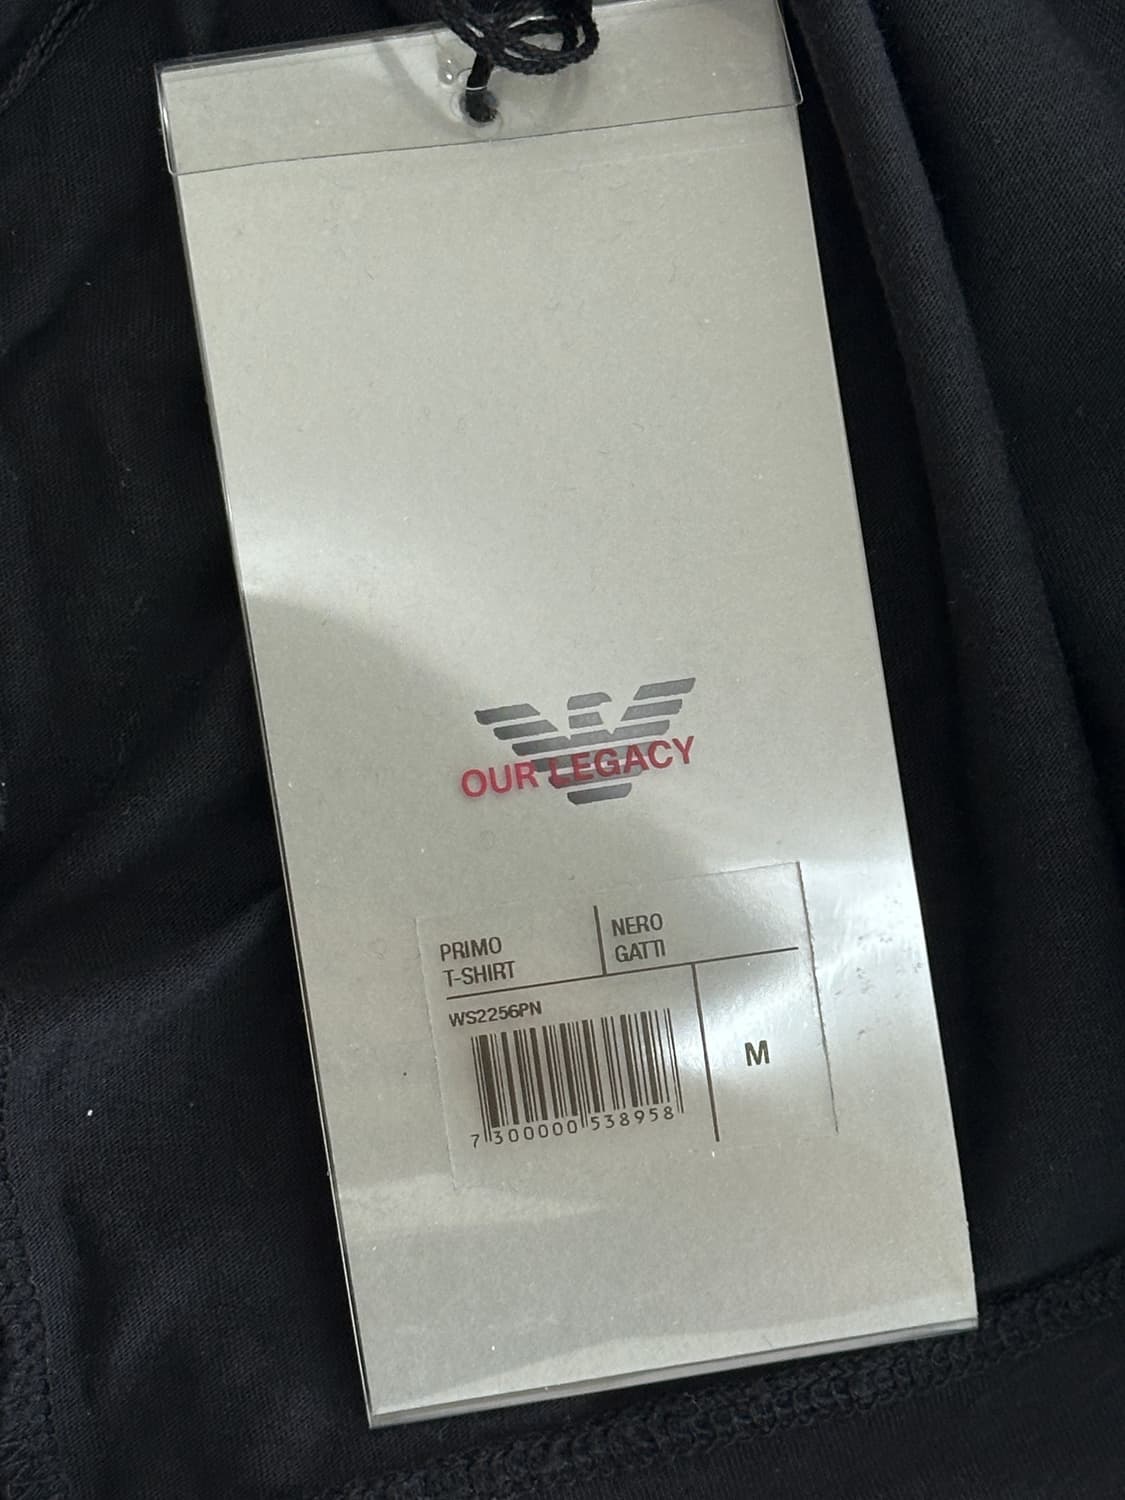 OUR LEGACY
PRIMO
T-SHIRT
NERO
GATTI
WS2256PN
M
7 300000 538958